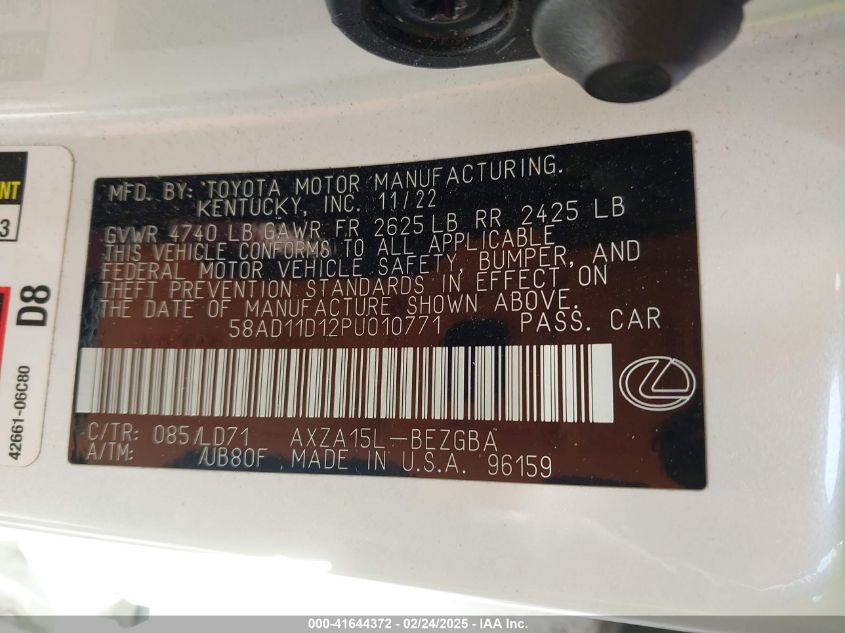 MFD. BY: TOYOTA MOTOR MANUFACTURING.
KENTUCKY, INC. 11/22
GVWR 4740 LB GAWR FR 2625 LB RR 2425 LB
THIS VEHICLE CONFORMS TO ALL APPLICABLE
FEDERAL MOTOR VEHICLE SAFETY, BUMPER, AND
THEFT PREVENTION STANDARDS IN EFFECT ON
THE DATE OF MANUFACTURE SHOWN ABOVE.
58AD11D12PU010771 PASS. CAR
C/TR: 085/LD71 AXZA15L-BEZGBA
A/TM: /UB80F MADE IN U.S.A. 96159
NT
3
D8
42661-06C80
000-41644372 - 02/24/2025 - IAA Inc.